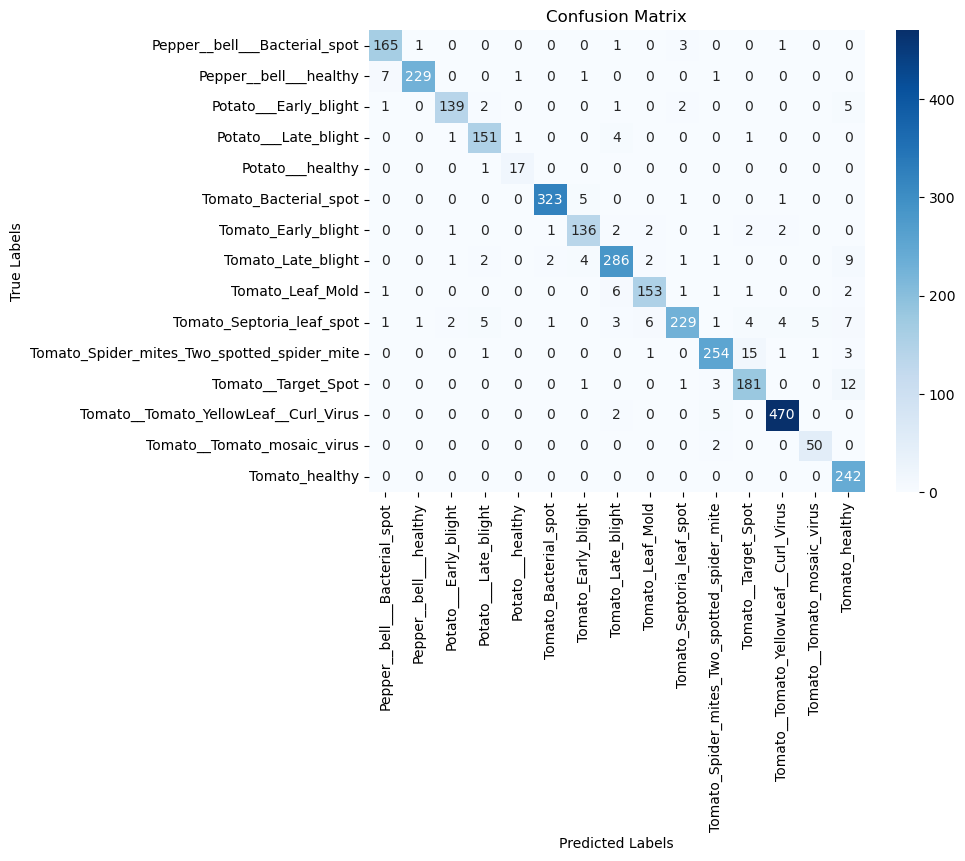 Confusion Matrix
Pepper__bell___Bacterial_spot 165 1 0 0 0 0 0 1 0 3 0 0 1 0 0
Pepper__bell___healthy 7 229 0 0 1 0 1 0 0 0 1 0 0 0 0
Potato___Early_blight 1 0 139 2 0 0 0 1 0 2 0 0 0 0 5
Potato___Late_blight 0 0 1 151 1 0 0 4 0 0 0 1 0 0 0
Potato___healthy 0 0 0 1 17 0 0 0 0 0 0 0 0 0 0
Tomato_Bacterial_spot 0 0 0 0 0 323 5 0 0 1 0 0 1 0 0
Tomato_Early_blight 0 0 1 0 0 1 136 2 2 0 1 2 2 0 0
Tomato_Late_blight 0 0 1 2 0 2 4 286 2 1 1 0 0 0 9
Tomato_Leaf_Mold 1 0 0 0 0 0 0 6 153 1 1 1 0 0 2
Tomato_Septoria_leaf_spot 1 1 2 5 0 1 0 3 6 229 1 4 4 5 7
Tomato_Spider_mites_Two_spotted_spider_mite 0 0 0 1 0 0 0 0 1 0 254 15 1 1 3
Tomato__Target_Spot 0 0 0 0 0 0 1 0 0 1 3 181 0 0 12
Tomato__Tomato_YellowLeaf__Curl_Virus 0 0 0 0 0 0 0 2 0 0 5 0 470 0 0
Tomato__Tomato_mosaic_virus 0 0 0 0 0 0 0 0 0 0 2 0 0 50 0
Tomato_healthy 0 0 0 0 0 0 0 0 0 0 0 0 0 0 242
True Labels
Pepper__bell___Bacterial_spot
Pepper__bell___healthy
Potato___Early_blight
Potato___Late_blight
Potato___healthy
Tomato_Bacterial_spot
Tomato_Early_blight
Tomato_Late_blight
Tomato_Leaf_Mold
Tomato_Septoria_leaf_spot
Tomato_Spider_mites_Two_spotted_spider_mite
Tomato__Target_Spot
Tomato__Tomato_YellowLeaf__Curl_Virus
Tomato__Tomato_mosaic_virus
Tomato_healthy
Predicted Labels
400
300
200
100
0